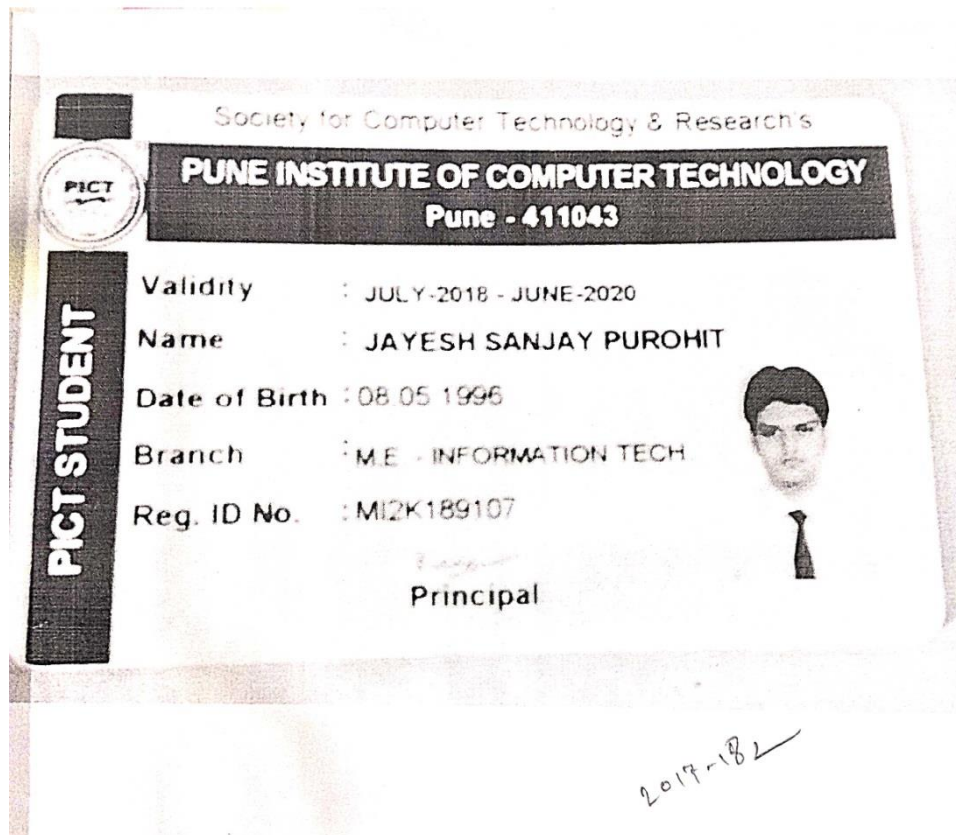 Society for Computer Technology & Research's
PICT
PUNE INSTITUTE OF COMPUTER TECHNOLOGY
Pune - 411043
PICT STUDENT
Validity : JULY-2018 - JUNE-2020
Name : JAYESH SANJAY PUROHIT
Date of Birth : 08.05.1996
Branch : M.E - INFORMATION TECH.
Reg. ID No. : MI2K189107
Principal
2017-182